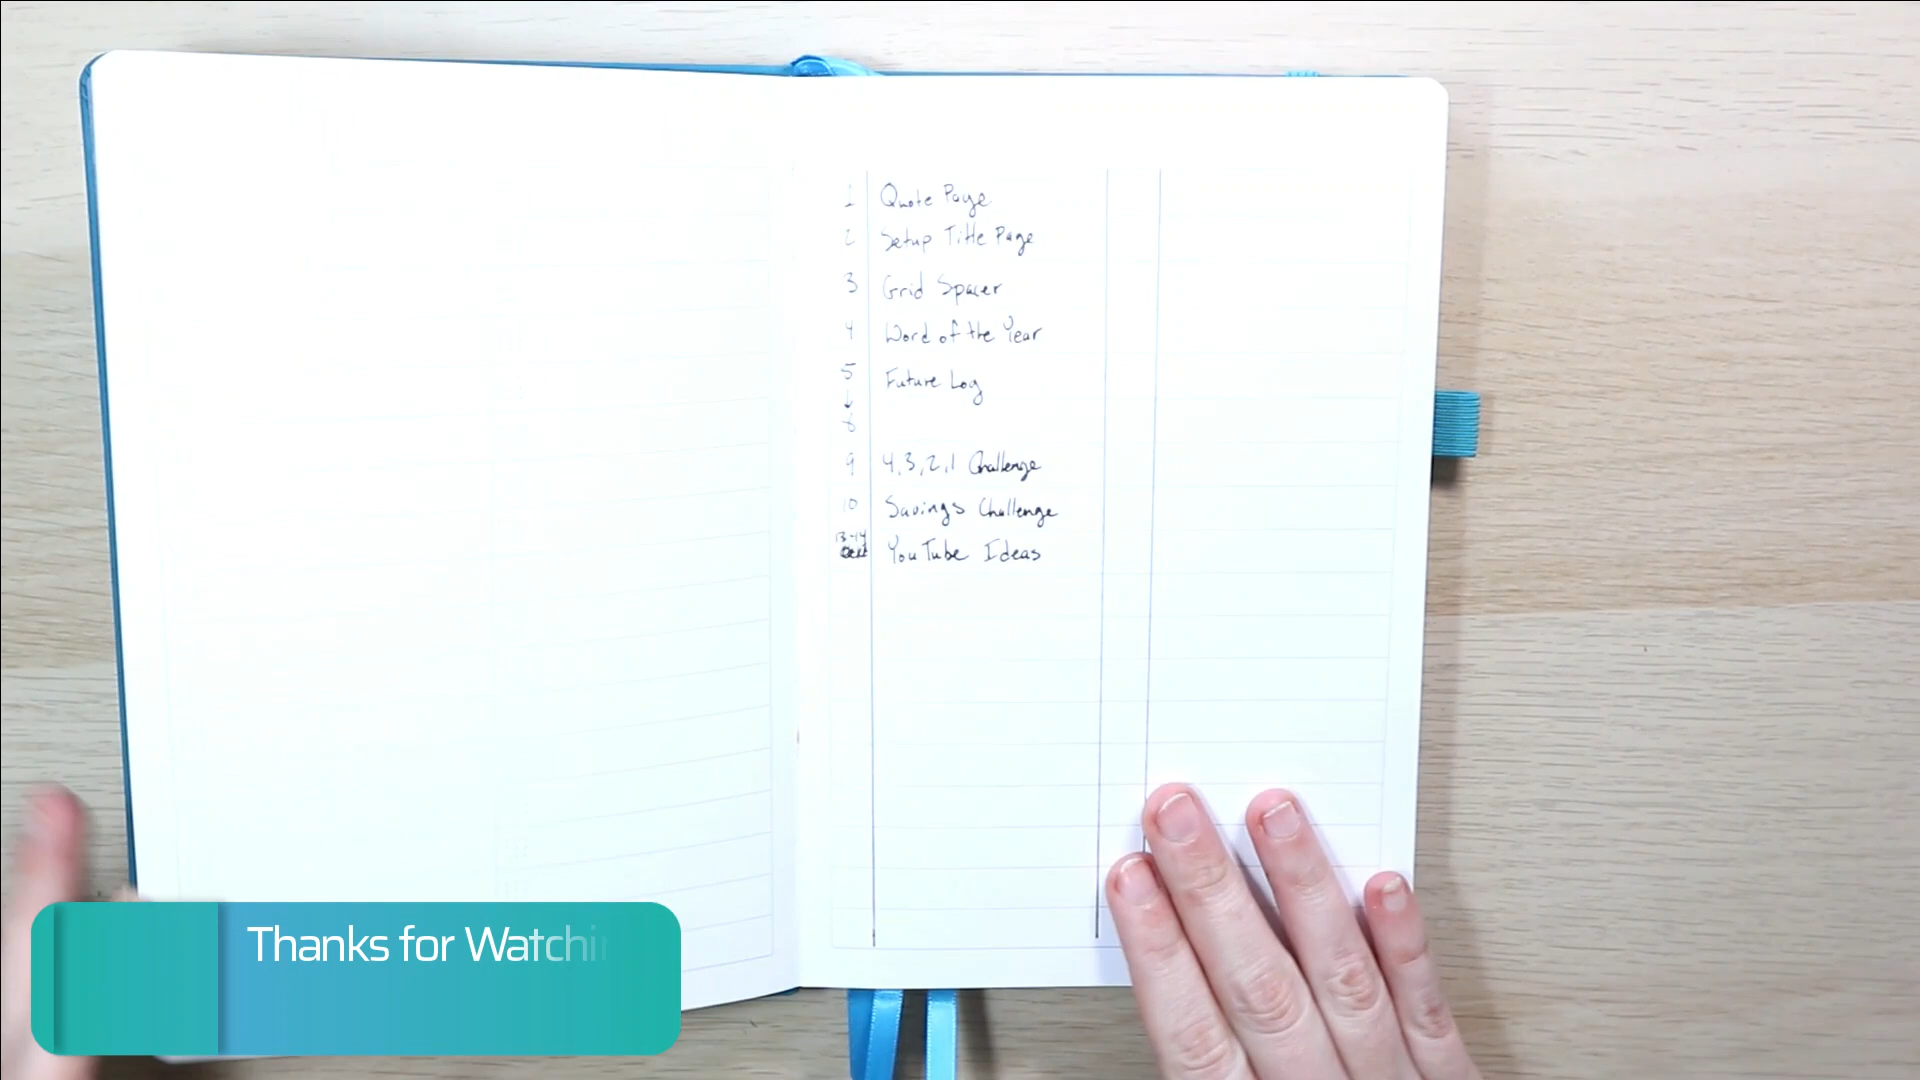 1 Quote Page
2 Setup Title Page
3 Grid Spacer
4 Word of the Year
5 Future Log
↓
9 4,3,2,1 Challenge
10 Savings Challenge
13-14 YouTube Ideas
Thanks for Watchi